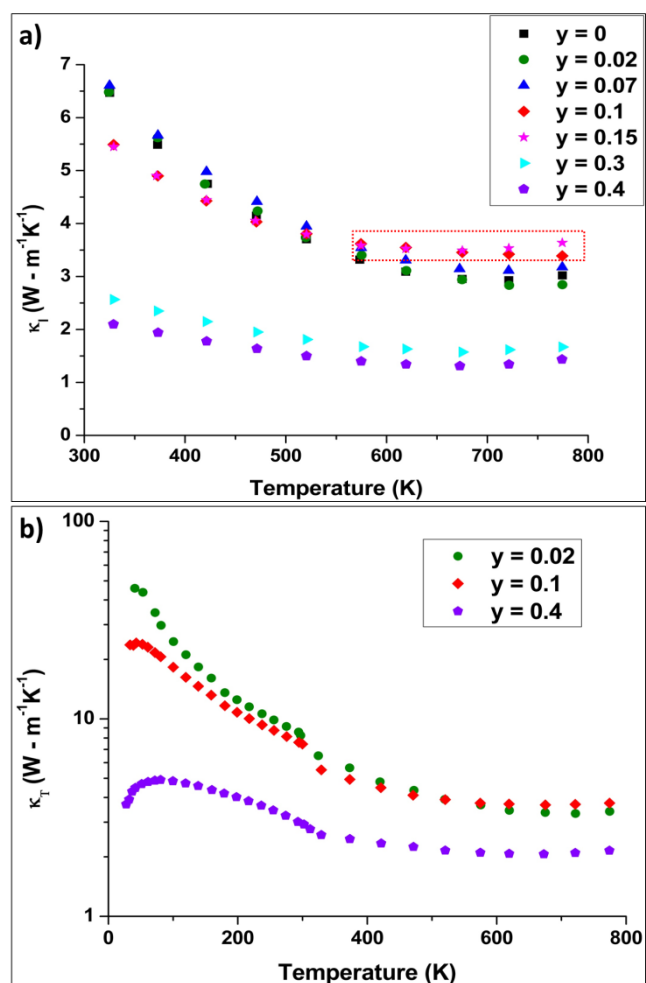 a)
y = 0
y = 0.02
y = 0.07
y = 0.1
y = 0.15
y = 0.3
y = 0.4
7
6
5
4
3
2
1
0
κl (W - m-1K-1)
300 400 500 600 700 800
Temperature (K)
b)
y = 0.02
y = 0.1
y = 0.4
100
10
1
κT (W - m-1K-1)
0 200 400 600 800
Temperature (K)